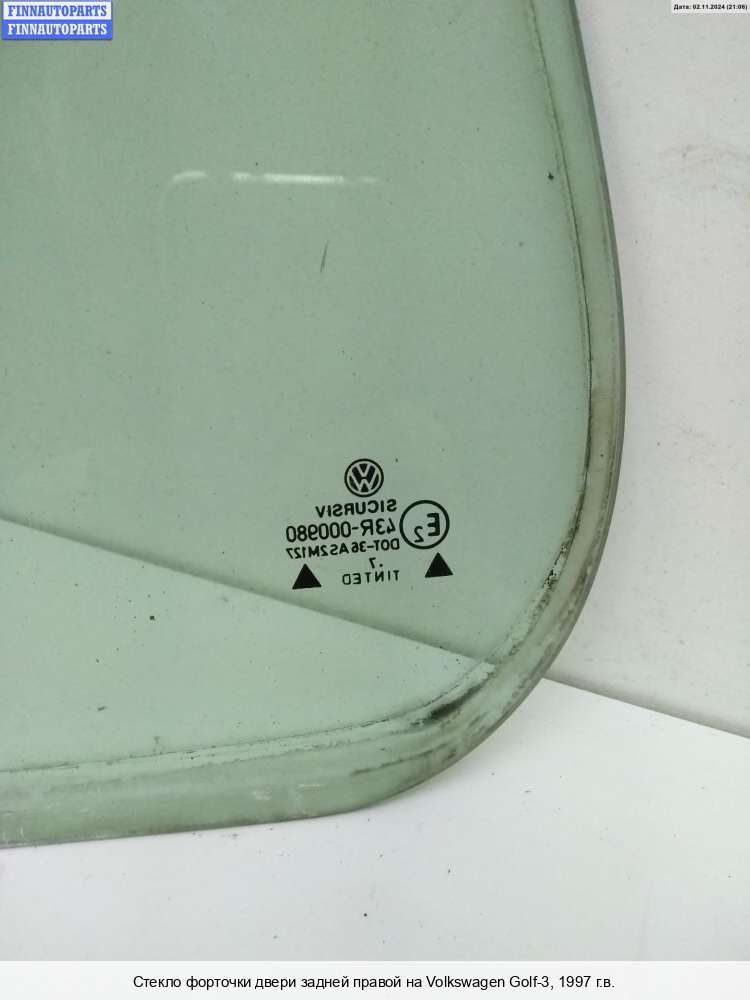 FINNAUTOPARTS
FINNAUTOPARTS
Дата: 02.11.2024 (21:06)
SICURSIV
43R-000980
E2
DOT-36 AS2M127
.7
TINTED
Стекло форточки двери задней правой на Volkswagen Golf-3, 1997 г.в.